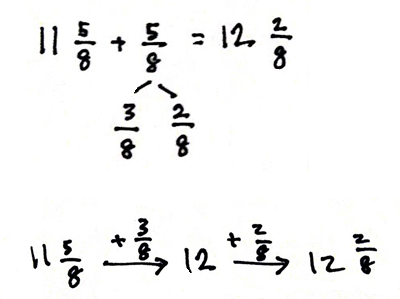 11 5/8 + 5/8 = 12 2/8
3/8 2/8
11 5/8 +3/8 → 12 +2/8 → 12 2/8